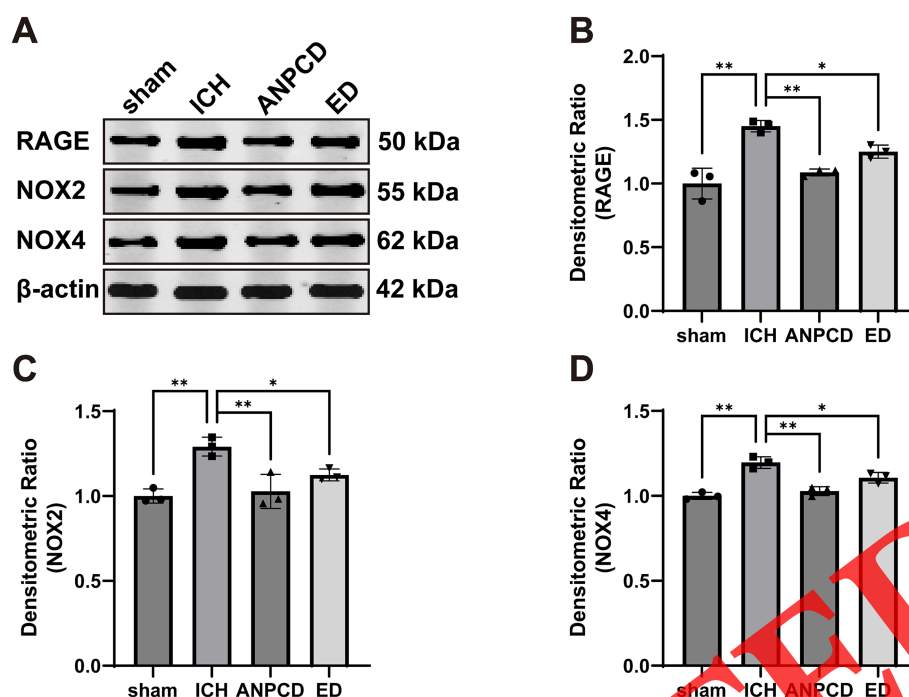 A
sham ICH ANPCD ED
RAGE 50 kDa
NOX2 55 kDa
NOX4 62 kDa
β-actin 42 kDa
B
Densitometric Ratio
(RAGE)
2.0
1.5
1.0
0.5
0.0
** *
**
sham ICH ANPCD ED
C
Densitometric Ratio
(NOX2)
1.5
1.0
0.5
0.0
** *
**
sham ICH ANPCD ED
D
Densitometric Ratio
(NOX4)
1.5
1.0
0.5
0.0
** *
**
sham ICH ANPCD ED